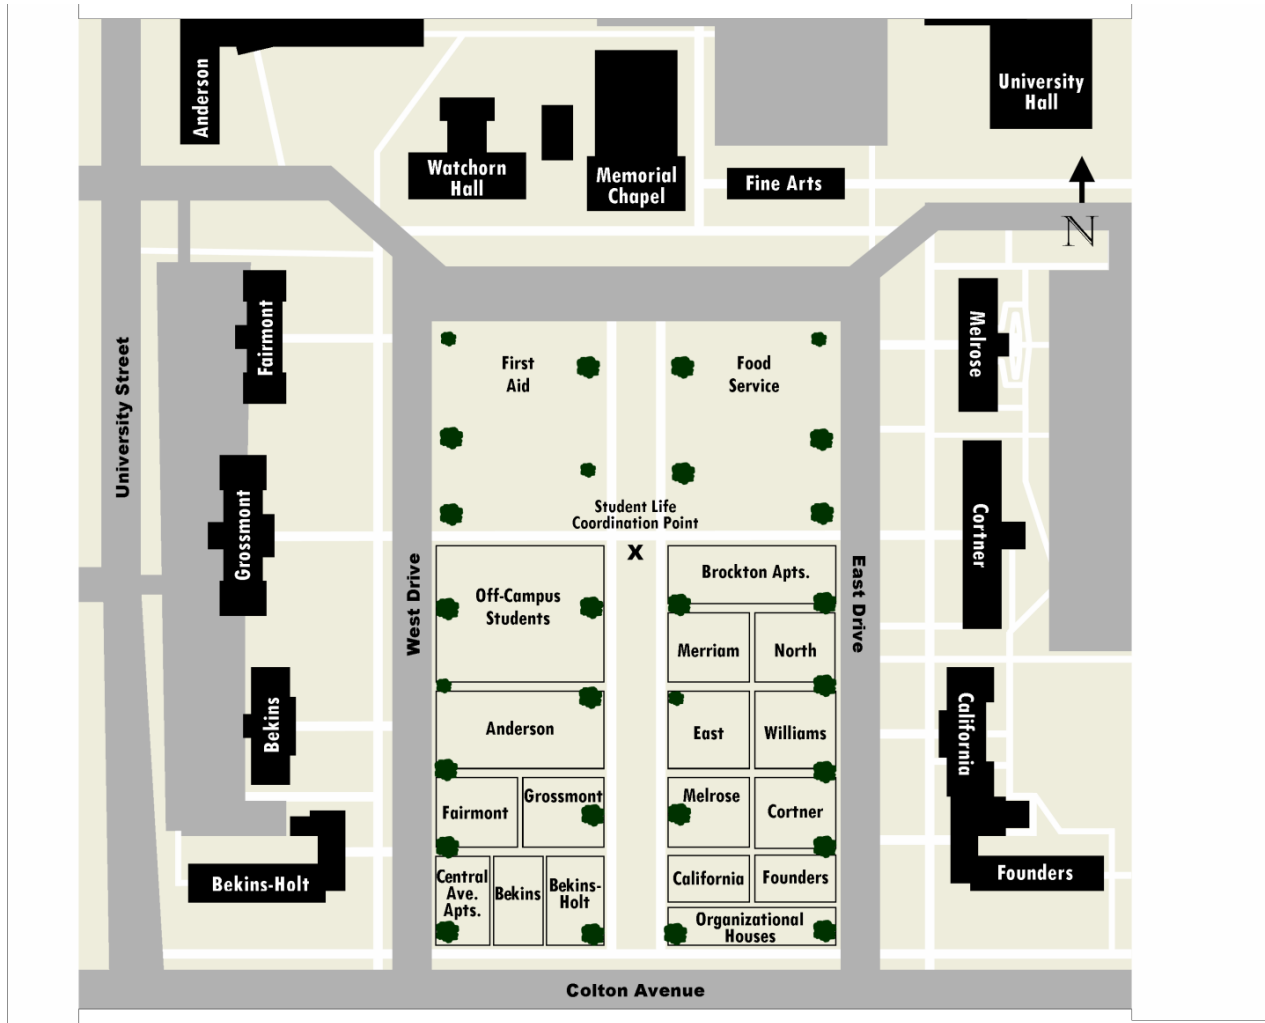 Anderson
University
Hall
Watchorn
Hall
Memorial
Chapel
Fine Arts
N
Fairmont
Melrose
University Street
First
Aid
Food
Service
Grossmont
Student Life
Coordination Point
X
Cortner
West Drive
East Drive
Off-Campus
Students
Brockton Apts.
Merriam
North
Bekins
Anderson
East
Williams
California
Fairmont
Grossmont
Melrose
Cortner
Bekins-Holt
Central
Ave.
Apts.
Bekins
Bekins-
Holt
California
Founders
Founders
Organizational
Houses
Colton Avenue